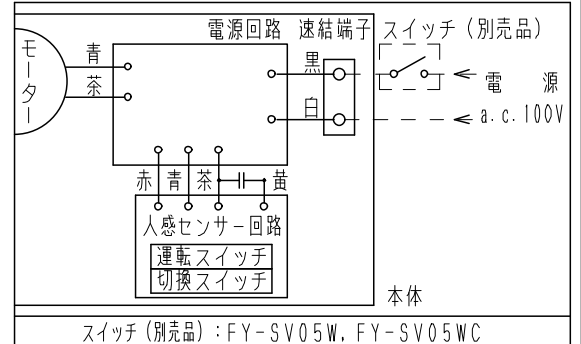 電源回路 速結端子 スイッチ（別売品）
モーター
青
茶
黒
白
電 源
a.c.100V
赤 青 茶 黄
人感センサー回路
運転スイッチ
切換スイッチ
本体
スイッチ（別売品）：FY-SV05W, FY-SV05WC